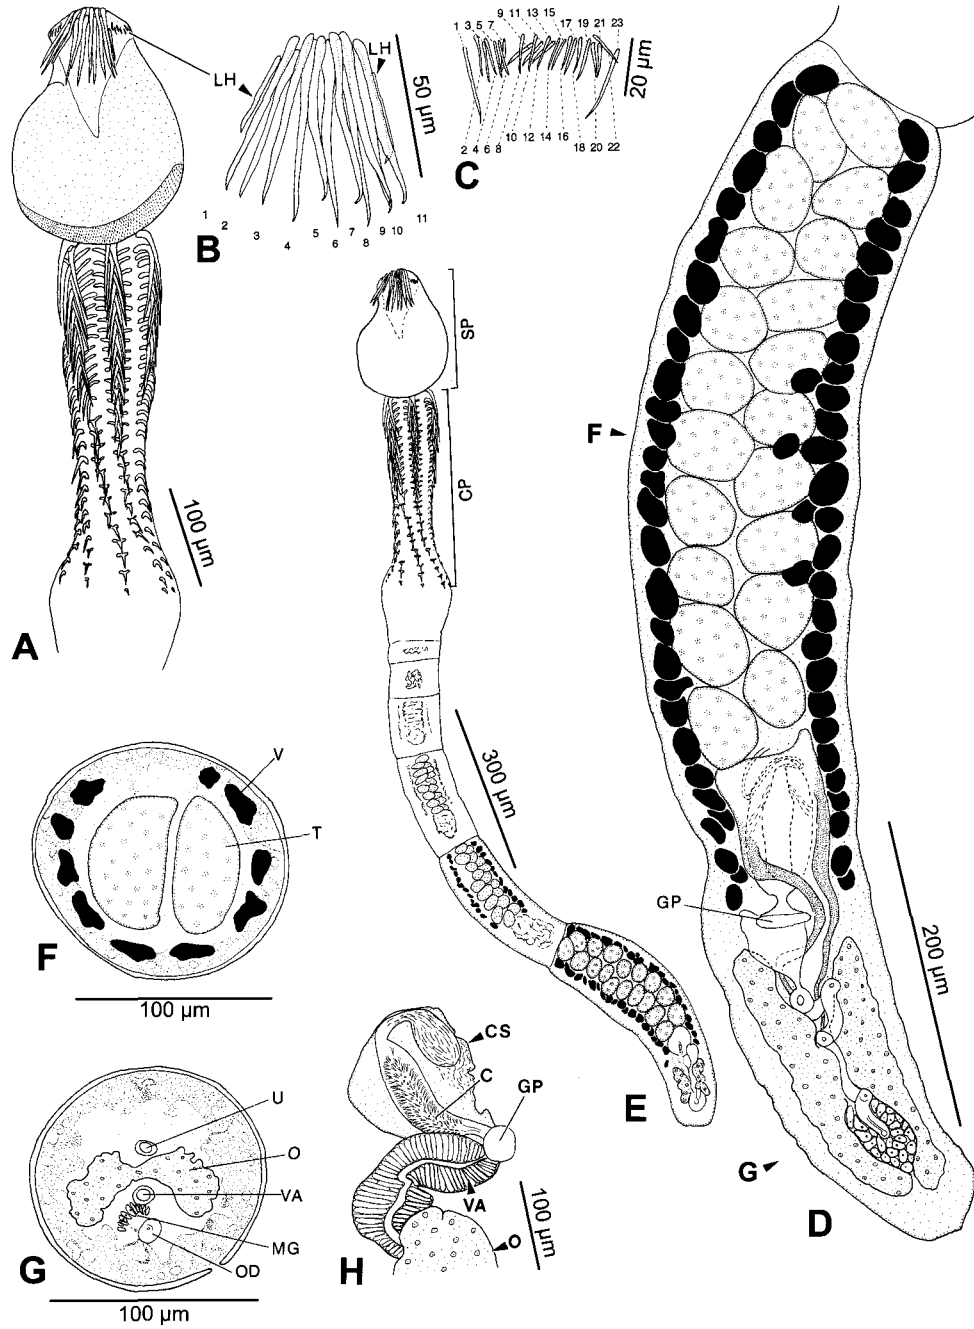 LH
100 µm
A
LH
LH
50 µm
1 2 3 4 5 6 7 8 9 10 11
B
9 11 13 15
1 3 5 7 17 19 21 23
20 µm
10 12 14 16
2 4 6 8 18 20 22
C
SP
CP
300 µm
E
F
GP
200 µm
G
D
V
T
F
100 µm
U
O
VA
MG
OD
G
100 µm
CS
C
GP
VA
O
H
100 µm